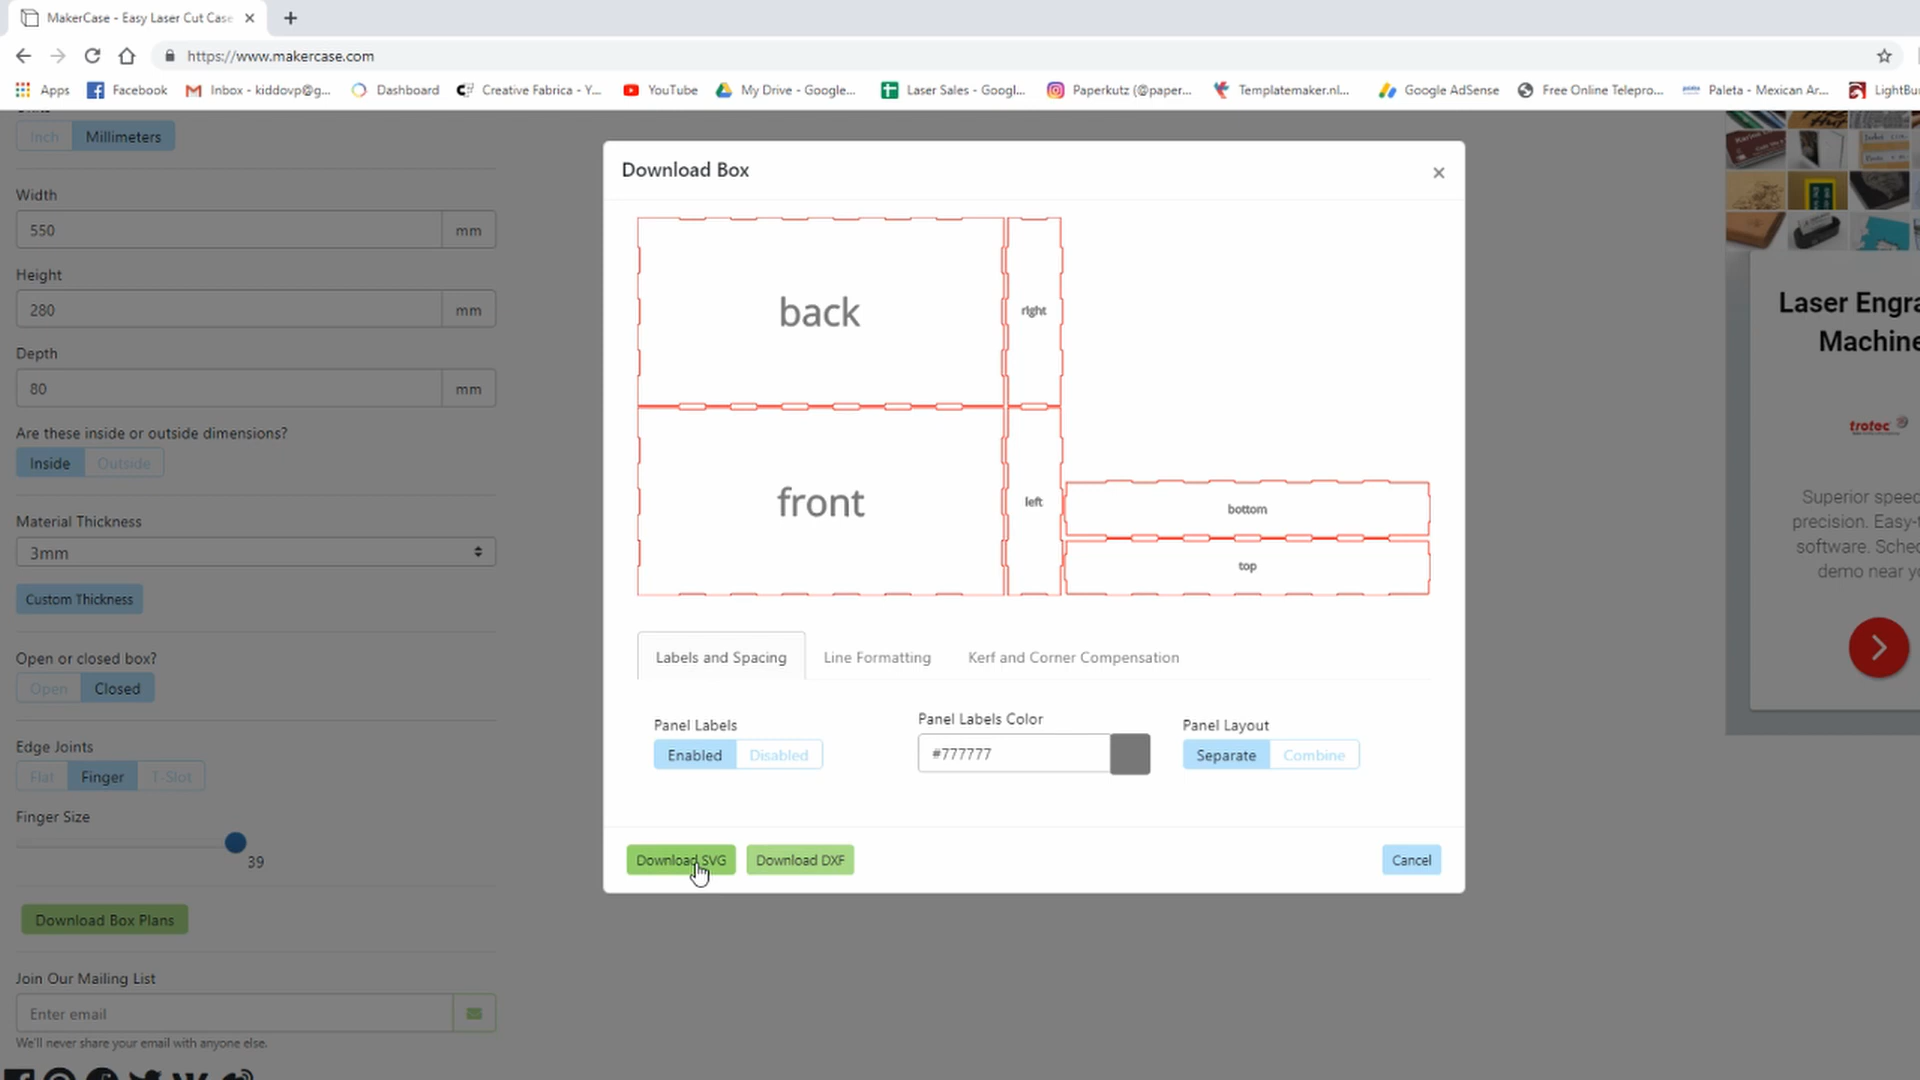 MakerCase - Easy Laser Cut Case
https://www.makercase.com
Apps
Facebook
Inbox - kiddovp@g...
Dashboard
Creative Fabrica - Y...
YouTube
My Drive - Google...
Laser Sales - Googl...
Paperkutz (@paper...
Templatemaker.nl...
Google AdSense
Free Online Telepro...
Paleta - Mexican Ar...
LightBu
Inch
Millimeters
Width
550
mm
Height
280
mm
Depth
80
mm
Are these inside or outside dimensions?
Inside
Outside
Material Thickness
3mm
Custom Thickness
Open or closed box?
Open
Closed
Edge Joints
Flat
Finger
T-Slot
Finger Size
39
Download Box Plans
Join Our Mailing List
Enter email
We'll never share your email with anyone else.
Download Box
×
back
right
front
left
bottom
top
Labels and Spacing
Line Formatting
Kerf and Corner Compensation
Panel Labels
Enabled
Disabled
Panel Labels Color
#777777
Panel Layout
Separate
Combine
Download SVG
Download DXF
Cancel
Laser Engra
Machine
trotec
Superior speed
precision. Easy-t
software. Sched
demo near yo